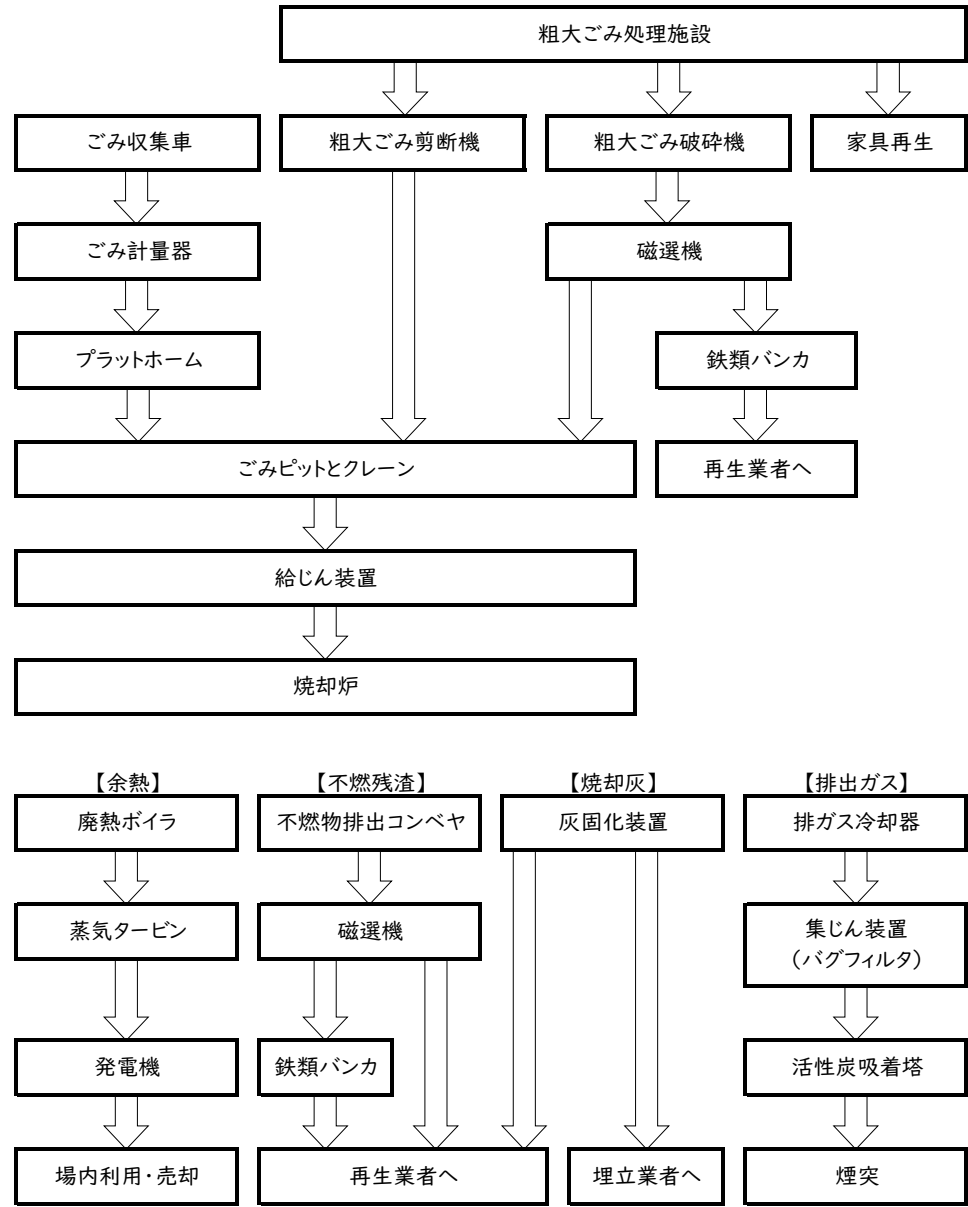 粗大ごみ処理施設
ごみ収集車
粗大ごみ剪断機
粗大ごみ破砕機
家具再生
ごみ計量器
磁選機
プラットホーム
鉄類バンカ
ごみピットとクレーン
再生業者へ
給じん装置
焼却炉
【余熱】
【不燃残渣】
【焼却灰】
【排出ガス】
廃熱ボイラ
不燃物排出コンベヤ
灰固化装置
排ガス冷却器
蒸気タービン
磁選機
集じん装置
（バグフィルタ）
発電機
鉄類バンカ
活性炭吸着塔
場内利用・売却
再生業者へ
埋立業者へ
煙突